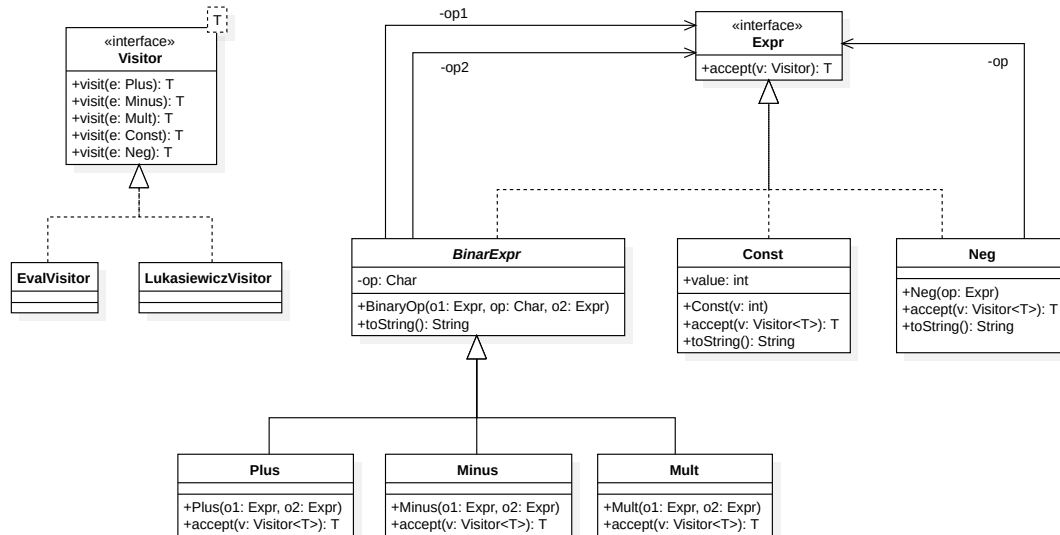 T
«interface»
Visitor
+visit(e: Plus): T
+visit(e: Minus): T
+visit(e: Mult): T
+visit(e: Const): T
+visit(e: Neg): T
EvalVisitor
LukasiewiczVisitor
-op1
-op2
«interface»
Expr
+accept(v: Visitor): T
-op
BinarExpr
-op: Char
+BinaryOp(o1: Expr, op: Char, o2: Expr)
+toString(): String
Const
+value: int
+Const(v: int)
+accept(v: Visitor<T>): T
+toString(): String
Neg
+Neg(op: Expr)
+accept(v: Visitor<T>): T
+toString(): String
Plus
+Plus(o1: Expr, o2: Expr)
+accept(v: Visitor<T>): T
Minus
+Minus(o1: Expr, o2: Expr)
+accept(v: Visitor<T>): T
Mult
+Mult(o1: Expr, o2: Expr)
+accept(v: Visitor<T>): T